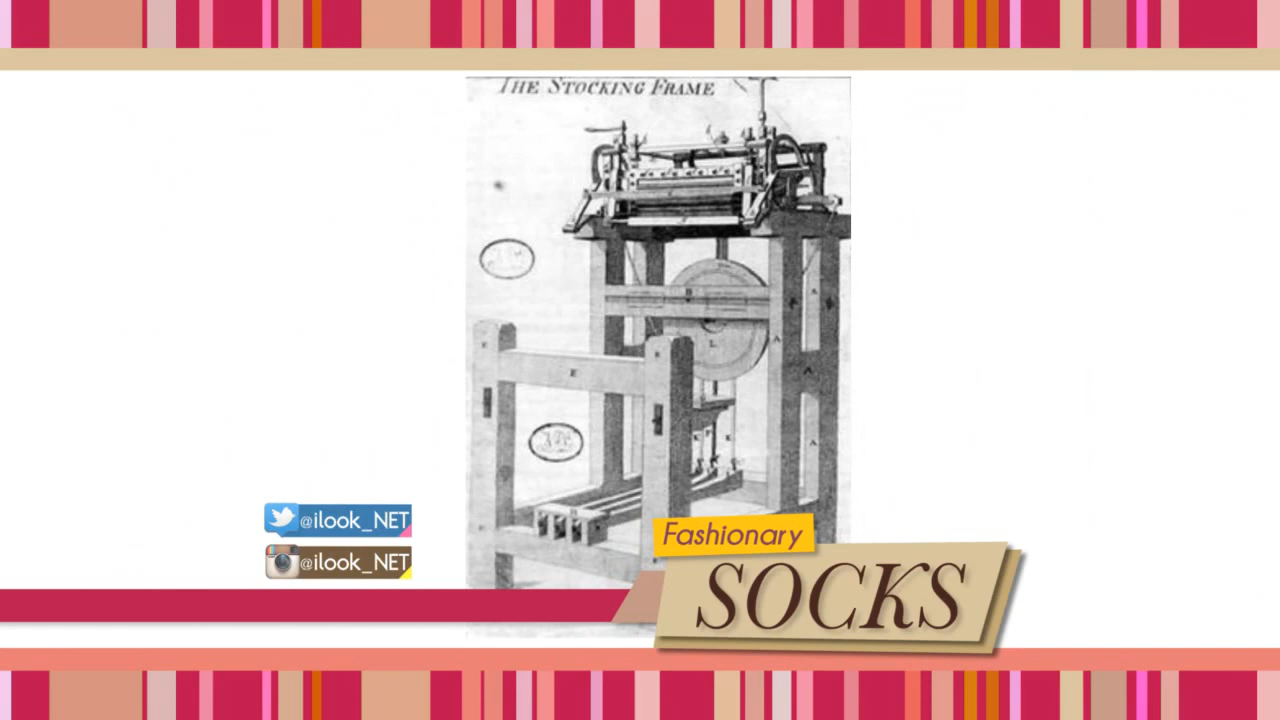 THE STOCKING FRAME
@ilook_NET
@ilook_NET
Fashionary
SOCKS